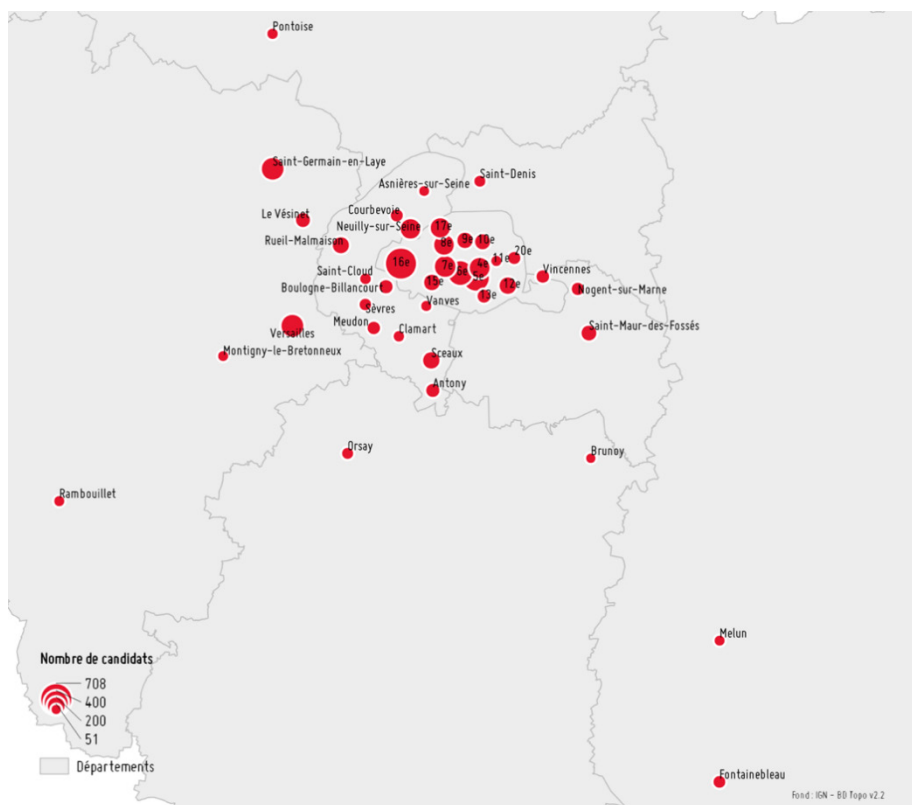 Pontoise
Saint-Germain-en-Laye
Saint-Denis
Asnières-sur-Seine
Le Vésinet
Courbevoie
Neuilly-sur-Seine
17e
Rueil-Malmaison
8e
9e
10e
16e
7e
6e
4e
11e
20e
Saint-Cloud
15e
5e
Vincennes
Boulogne-Billancourt
12e
13e
Nogent-sur-Marne
Sèvres
Vanves
Meudon
Clamart
Saint-Maur-des-Fossés
Versailles
Montigny-le-Bretonneux
Sceaux
Antony
Orsay
Brunoy
Rambouillet
Melun
Nombre de candidats
708
400
200
51
Départements
Fontainebleau
Fond : IGN - BD Topo v2.2